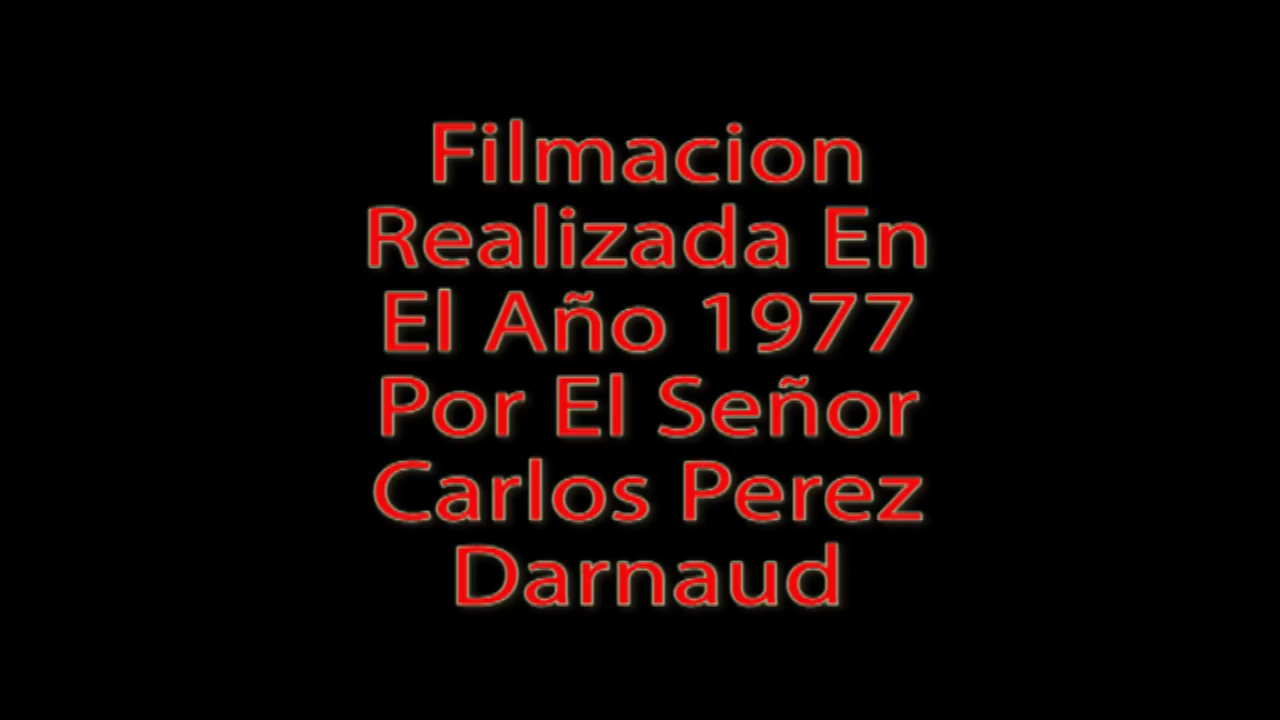 Filmacion
Realizada En
El Año 1977
Por El Señor
Carlos Perez
Darnaud